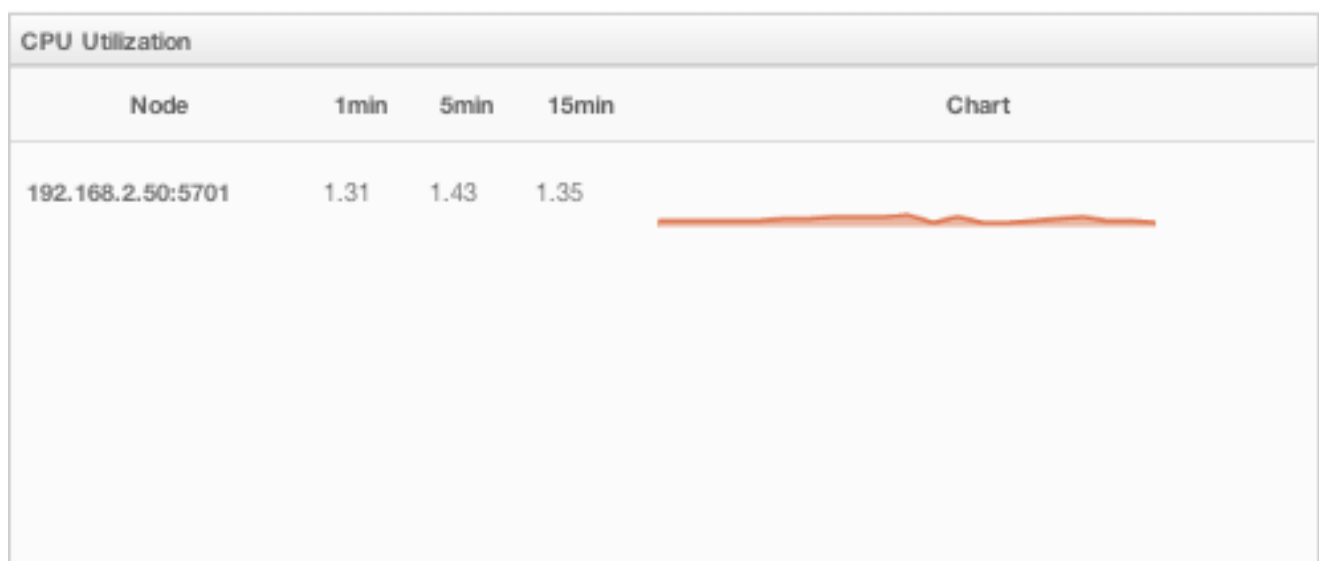 CPU Utilization
Node 1min 5min 15min Chart
192.168.2.50:5701 1.31 1.43 1.35